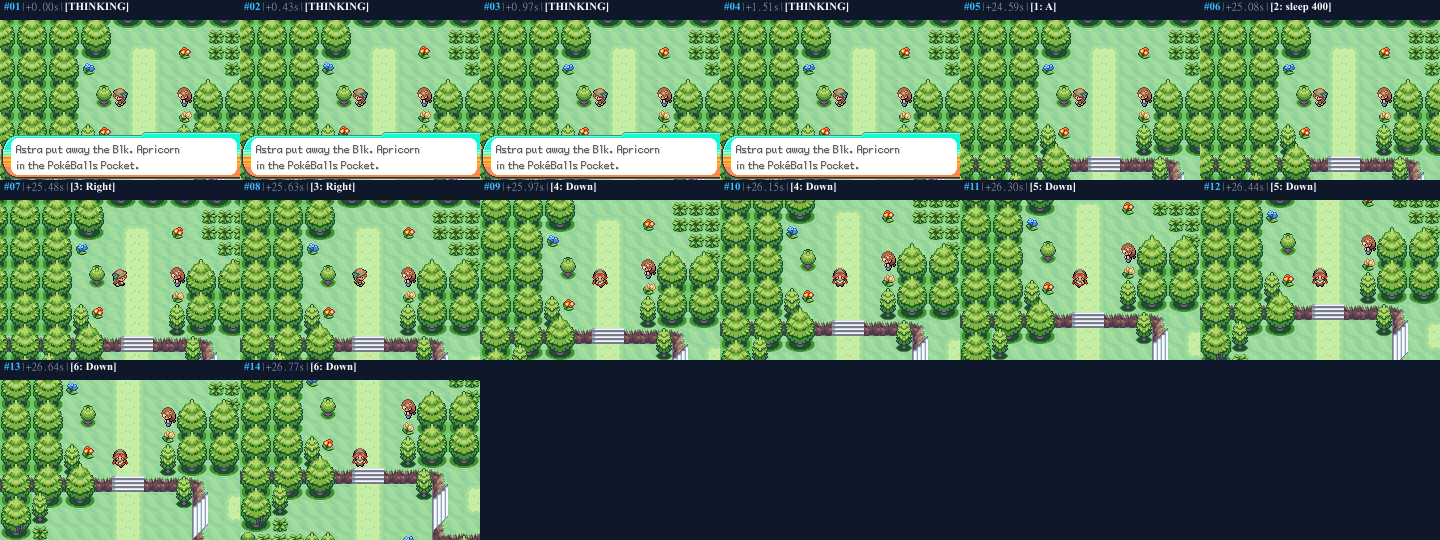 #01 | +0.00s | [THINKING]
#02 | +0.43s | [THINKING]
#03 | +0.97s | [THINKING]
#04 | +1.51s | [THINKING]
#05 | +24.59s | [1: A]
#06 | +25.08s | [2: sleep 400]
Astra put away the Blk. Apricorn
in the PokéBalls Pocket.
Astra put away the Blk. Apricorn
in the PokéBalls Pocket.
Astra put away the Blk. Apricorn
in the PokéBalls Pocket.
Astra put away the Blk. Apricorn
in the PokéBalls Pocket.
#07 | +25.48s | [3: Right]
#08 | +25.63s | [3: Right]
#09 | +25.97s | [4: Down]
#10 | +26.15s | [4: Down]
#11 | +26.30s | [5: Down]
#12 | +26.44s | [5: Down]
#13 | +26.64s | [6: Down]
#14 | +26.77s | [6: Down]